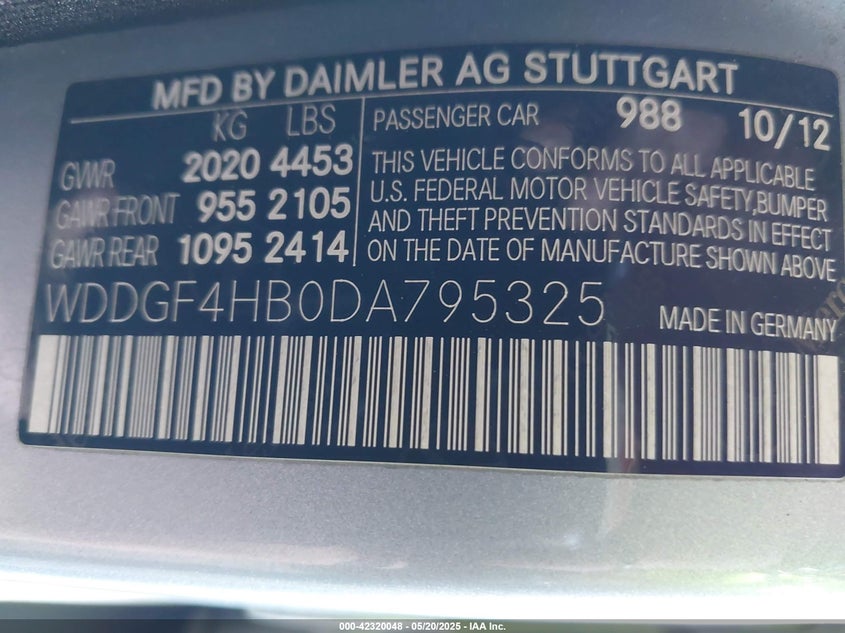 MFD BY DAIMLER AG STUTTGART
KG LBS
GVWR 2020 4453
GAWR FRONT 955 2105
GAWR REAR 1095 2414
PASSENGER CAR 988 10/12
THIS VEHICLE CONFORMS TO ALL APPLICABLE
U.S. FEDERAL MOTOR VEHICLE SAFETY,BUMPER
AND THEFT PREVENTION STANDARDS IN EFFECT
ON THE DATE OF MANUFACTURE SHOWN ABOVE
WDDGF4HB0DA795325
MADE IN GERMANY
000-42320048 — 05/20/2025 — IAA Inc.